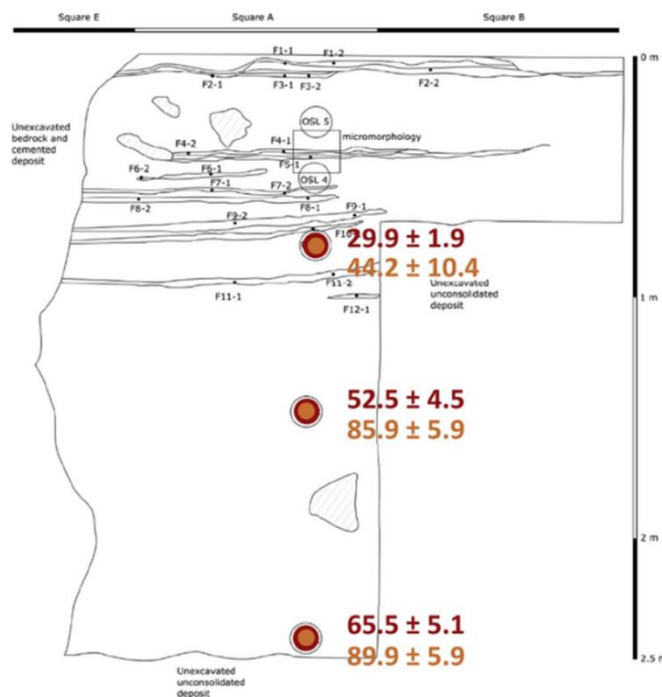 Square E Square A Square B
0 m
F1-1 F1-2
F2-1 F3-1 F3-2 F2-2
OSL 5
Unexcavated
bedrock and
cemented
deposit
micromorphology
F4-2 F4-1
F5-1
F6-2 F6-1
OSL 4
F7-1 F7-2
F8-2 F8-1
F9-2 F9-1
29.9 ± 1.9
44.2 ± 10.4
Unexcavated
unconsolidated
deposit
F11-1 F11-2
1 m
F12-1
52.5 ± 4.5
85.9 ± 5.9
2 m
65.5 ± 5.1
89.9 ± 5.9
2.5 m
Unexcavated
unconsolidated
deposit